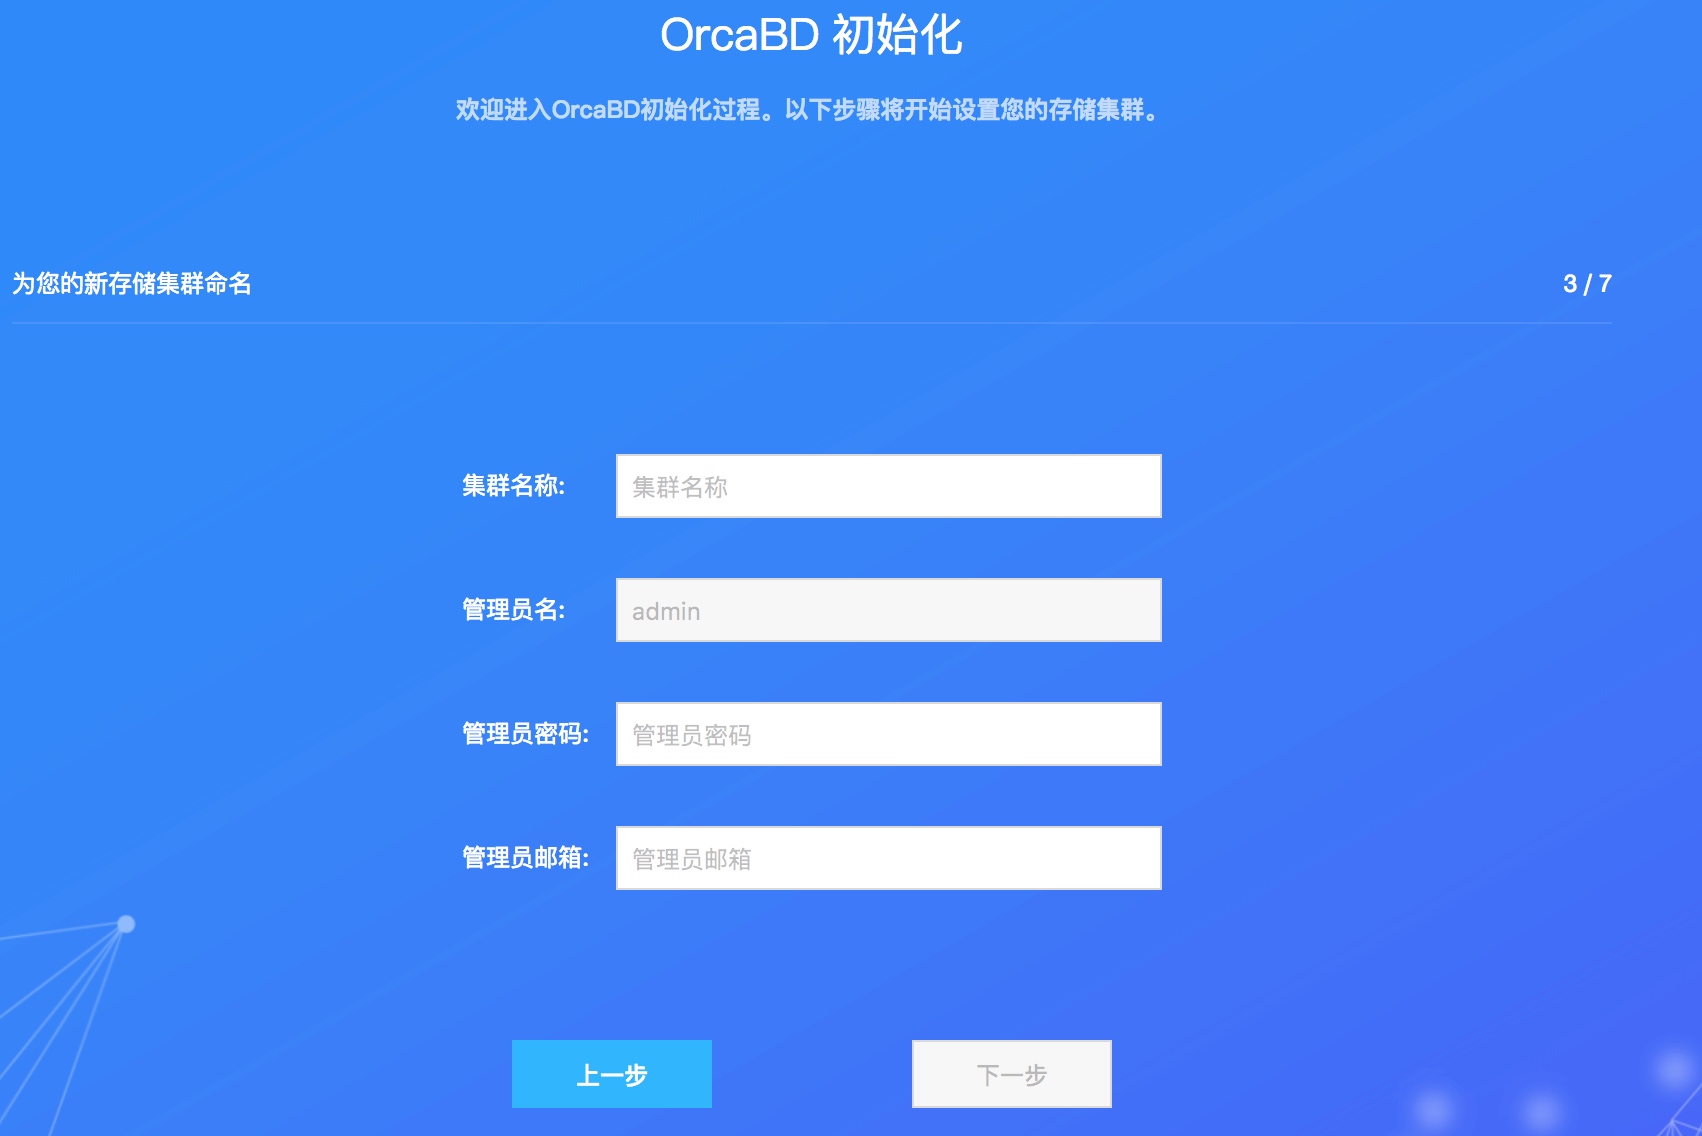 OrcaBD 初始化
欢迎进入OrcaBD初始化过程。以下步骤将开始设置您的存储集群。
为您的新存储集群命名
3 / 7
集群名称:
集群名称
管理员名:
admin
管理员密码:
管理员密码
管理员邮箱:
管理员邮箱
上一步
下一步